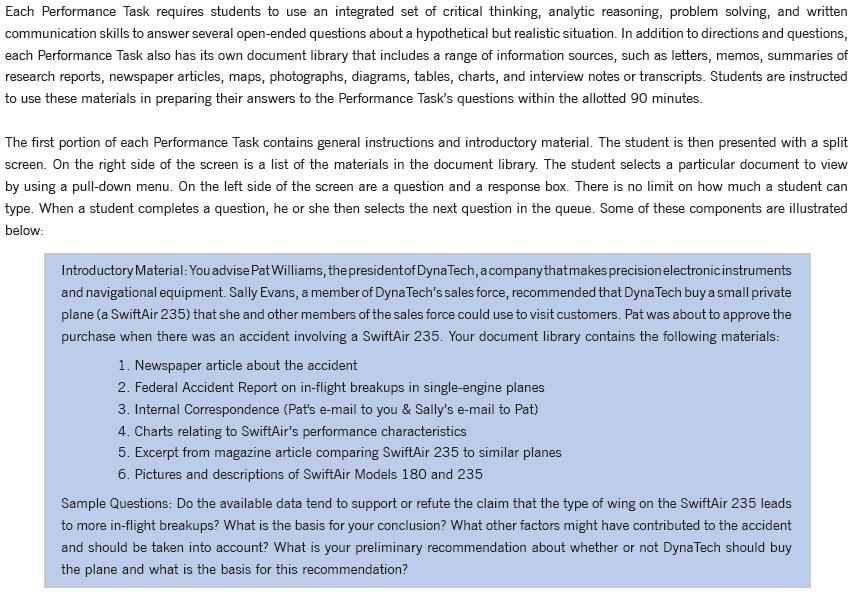 Each Performance Task requires students to use an integrated set of critical thinking, analytic reasoning, problem solving, and written
communication skills to answer several open-ended questions about a hypothetical but realistic situation. In addition to directions and questions,
each Performance Task also has its own document library that includes a range of information sources, such as letters, memos, summaries of
research reports, newspaper articles, maps, photographs, diagrams, tables, charts, and interview notes or transcripts. Students are instructed
to use these materials in preparing their answers to the Performance Task's questions within the allotted 90 minutes.
The first portion of each Performance Task contains general instructions and introductory material. The student is then presented with a split
screen. On the right side of the screen is a list of the materials in the document library. The student selects a particular document to view
by using a pull-down menu. On the left side of the screen are a question and a response box. There is no limit on how much a student can
type. When a student completes a question, he or she then selects the next question in the queue. Some of these components are illustrated
below:
Introductory Material: You advise Pat Williams, the president of DynaTech, a company that makes precision electronic instruments
and navigational equipment. Sally Evans, a member of DynaTech's sales force, recommended that DynaTech buy a small private
plane (a SwiftAir 235) that she and other members of the sales force could use to visit customers. Pat was about to approve the
purchase when there was an accident involving a SwiftAir 235. Your document library contains the following materials:
1. Newspaper article about the accident
2. Federal Accident Report on in-flight breakups in single-engine planes
3. Internal Correspondence (Pat's e-mail to you & Sally's e-mail to Pat)
4. Charts relating to SwiftAir's performance characteristics
5. Excerpt from magazine article comparing SwiftAir 235 to similar planes
6. Pictures and descriptions of SwiftAir Models 180 and 235
Sample Questions: Do the available data tend to support or refute the claim that the type of wing on the SwiftAir 235 leads
to more in-flight breakups? What is the basis for your conclusion? What other factors might have contributed to the accident
and should be taken into account? What is your preliminary recommendation about whether or not DynaTech should buy
the plane and what is the basis for this recommendation?